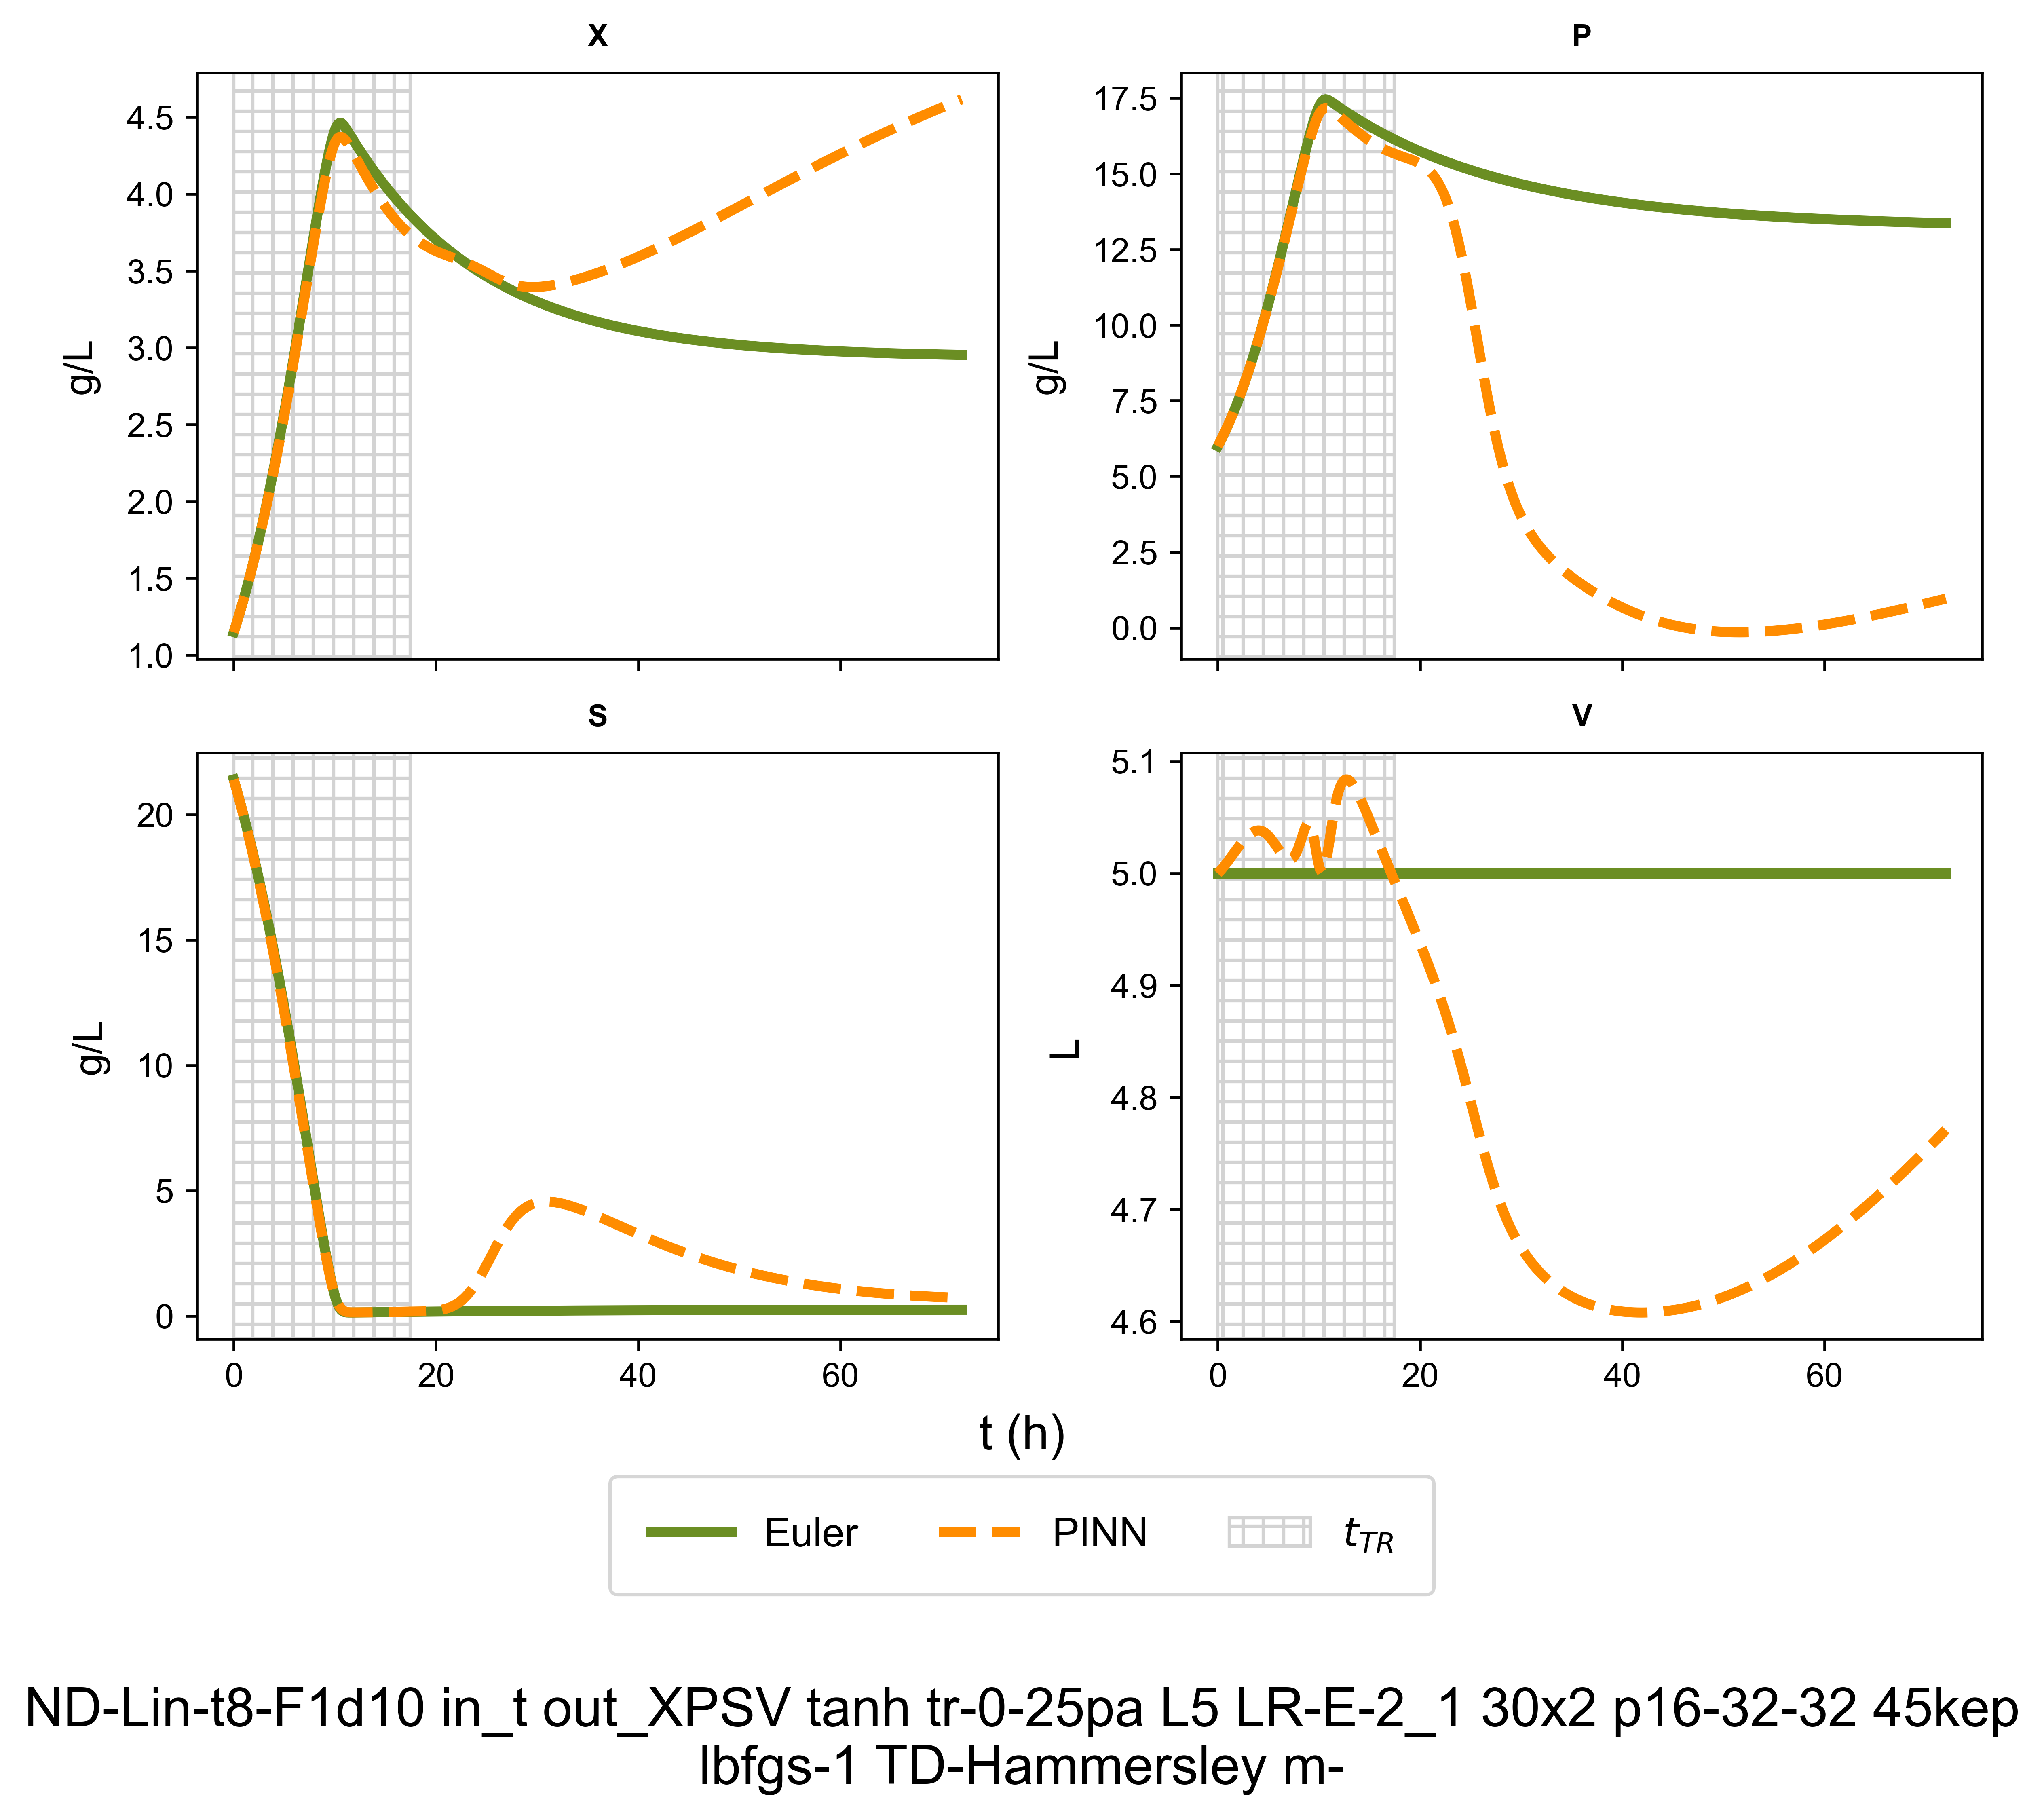 X
P
4.5
4.0
3.5
3.0
2.5
2.0
1.5
1.0
g/L
17.5
15.0
12.5
10.0
7.5
5.0
2.5
0.0
g/L
S
V
20
15
10
5
0
g/L
0
20
40
60
5.1
5.0
4.9
4.8
4.7
4.6
L
0
20
40
60
t (h)
Euler
PINN
t_{TR}
ND-Lin-t8-F1d10 in_t out_XPSV tanh tr-0-25pa L5 LR-E-2_1 30x2 p16-32-32 45kep
lbfgs-1 TD-Hammersley m-